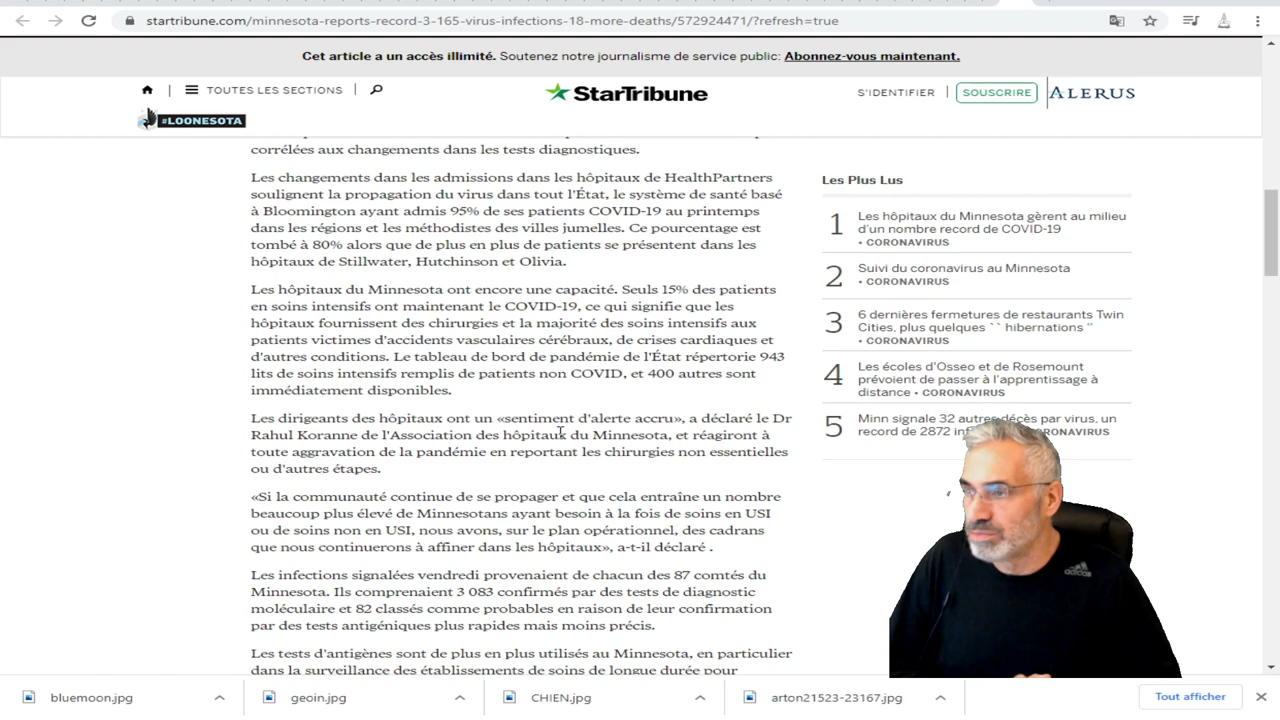 startribune.com/minnesota-reports-record-3-165-virus-infections-18-more-deaths/572924471/?refresh=true
Cet article a un accès illimité. Soutenez notre journalisme de service public: Abonnez-vous maintenant.
TOUTES LES SECTIONS
StarTribune
S'IDENTIFIER
SOUSCRIRE
ALERUS
#LOONESOTA
corrélées aux changements dans les tests diagnostiques.
Les changements dans les admissions dans les hôpitaux de HealthPartners
soulignent la propagation du virus dans tout l'État, le système de santé basé
à Bloomington ayant admis 95% de ses patients COVID-19 au printemps
dans les régions et les méthodistes des villes jumelles. Ce pourcentage est
tombé à 80% alors que de plus en plus de patients se présentent dans les
hôpitaux de Stillwater, Hutchinson et Olivia.
Les hôpitaux du Minnesota ont encore une capacité. Seuls 15% des patients
en soins intensifs ont maintenant le COVID-19, ce qui signifie que les
hôpitaux fournissent des chirurgies et la majorité des soins intensifs aux
patients victimes d'accidents vasculaires cérébraux, de crises cardiaques et
d'autres conditions. Le tableau de bord de pandémie de l'État répertorie 943
lits de soins intensifs remplis de patients non COVID, et 400 autres sont
immédiatement disponibles.
Les dirigeants des hôpitaux ont un «sentiment d'alerte accru», a déclaré le Dr
Rahul Koranne de l'Association des hôpitaux du Minnesota, et réagiront à
toute aggravation de la pandémie en reportant les chirurgies non essentielles
ou d'autres étapes.
«Si la communauté continue de se propager et que cela entraîne un nombre
beaucoup plus élevé de Minnesotans ayant besoin à la fois de soins en USI
ou de soins non en USI, nous avons, sur le plan opérationnel, des cadrans
que nous continuerons à affiner dans les hôpitaux», a-t-il déclaré .
Les infections signalées vendredi provenaient de chacun des 87 comtés du
Minnesota. Ils comprenaient 3 083 confirmés par des tests de diagnostic
moléculaire et 82 classés comme probables en raison de leur confirmation
par des tests antigéniques plus rapides mais moins précis.
Les tests d'antigènes sont de plus en plus utilisés au Minnesota, en particulier
dans la surveillance des établissements de soins de longue durée pour
Les Plus Lus
1
Les hôpitaux du Minnesota gèrent au milieu
d'un nombre record de COVID-19
• CORONAVIRUS
2
Suivi du coronavirus au Minnesota
• CORONAVIRUS
3
6 dernières fermetures de restaurants Twin
Cities, plus quelques `` hibernations ''
• CORONAVIRUS
4
Les écoles d'Osseo et de Rosemount
prévoient de passer à l'apprentissage à
distance • CORONAVIRUS
5
Minn signale 32 autres décès par virus, un
record de 2872
bluemoon.jpg
geoin.jpg
CHIEN.jpg
arton21523-23167.jpg
Tout afficher
adidas